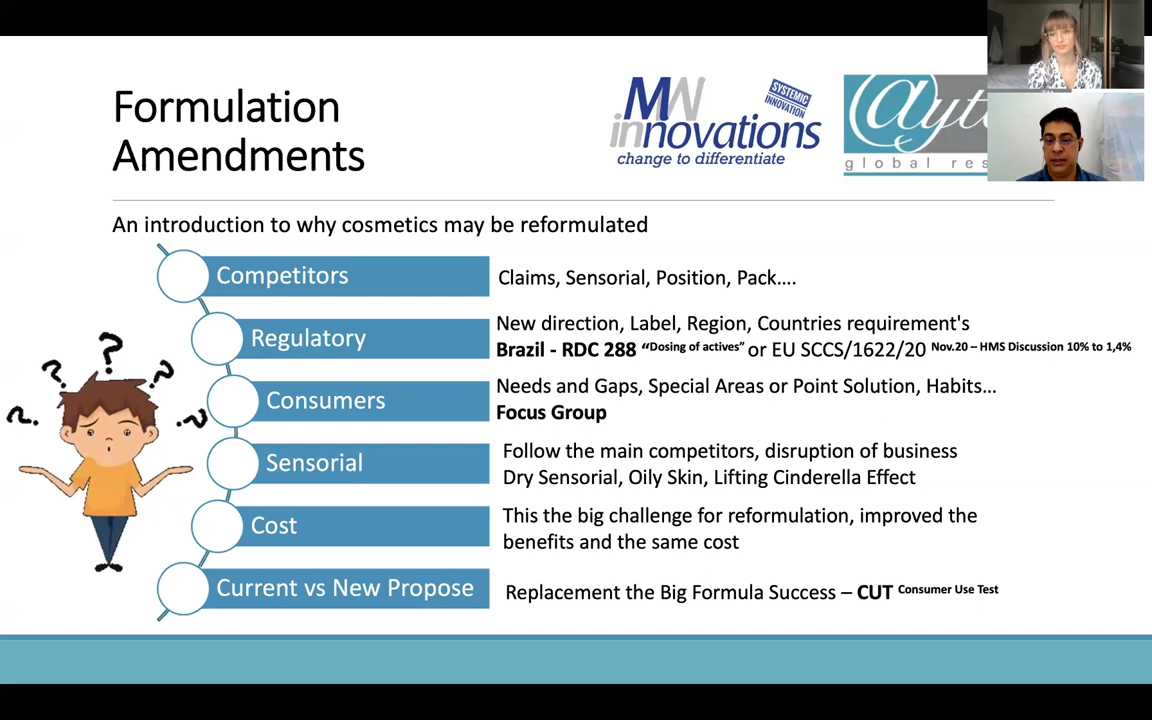 Formulation
Amendments
MW
innovations
change to differentiate
SYSTEMIC
INNOVATION
global
An introduction to why cosmetics may be reformulated
Competitors
Claims, Sensorial, Position, Pack....
Regulatory
New direction, Label, Region, Countries requirement's
Brazil - RDC 288 “Dosing of actives” or EU SCCS/1622/20 Nov.20 – HMS Discussion 10% to 1,4%
Consumers
Needs and Gaps, Special Areas or Point Solution, Habits...
Focus Group
Sensorial
Follow the main competitors, disruption of business
Dry Sensorial, Oily Skin, Lifting Cinderella Effect
Cost
This the big challenge for reformulation, improved the
benefits and the same cost
Current vs New Propose
Replacement the Big Formula Success – CUT Consumer Use Test
? ? ? ? ?